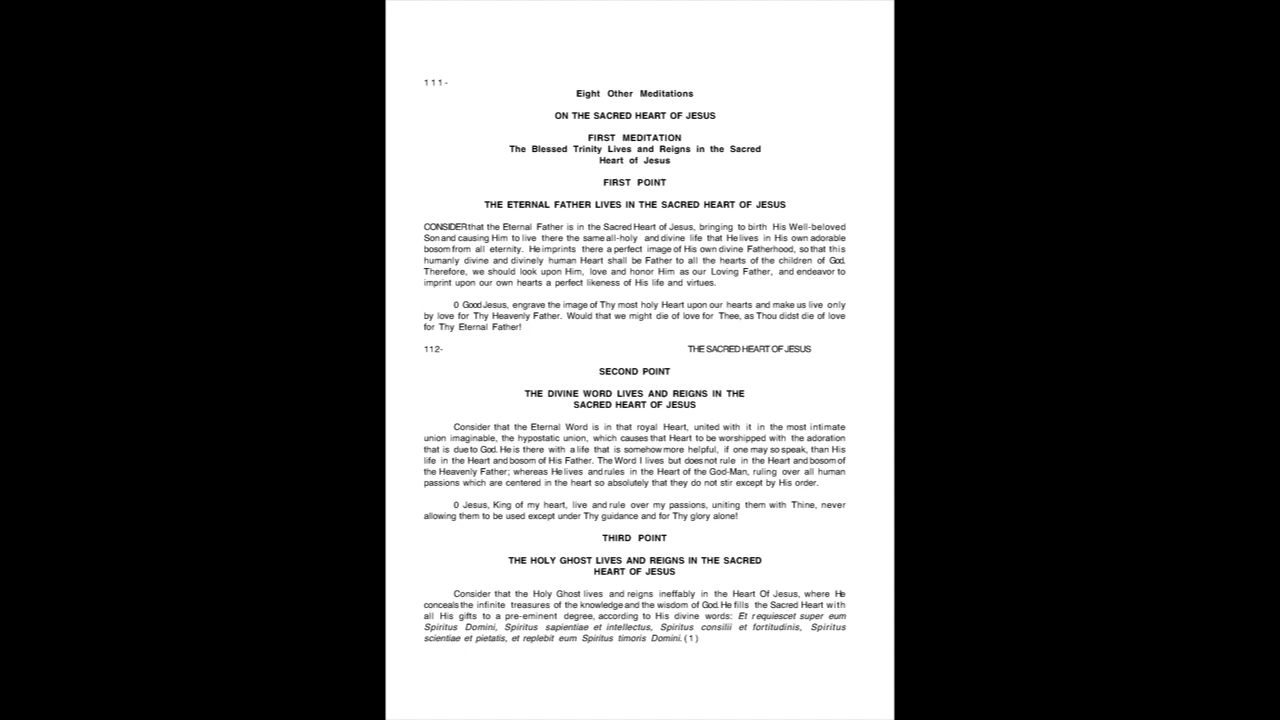 111-
Eight Other Meditations
ON THE SACRED HEART OF JESUS
FIRST MEDITATION
The Blessed Trinity Lives and Reigns in the Sacred
Heart of Jesus
FIRST POINT
THE ETERNAL FATHER LIVES IN THE SACRED HEART OF JESUS
CONSIDER that the Eternal Father is in the Sacred Heart of Jesus, bringing to birth His Well-beloved
Son and causing Him to live there the same all-holy and divine life that He lives in His own adorable
bosom from all eternity. He imprints there a perfect image of His own divine Fatherhood, so that this
humanly divine and divinely human Heart shall be Father to all the hearts of the children of God.
Therefore, we should look upon Him, love and honor Him as our Loving Father, and endeavor to
imprint upon our own hearts a perfect likeness of His life and virtues.
0 Good Jesus, engrave the image of Thy most holy Heart upon our hearts and make us live only
by love for Thy Heavenly Father. Would that we might die of love for Thee, as Thou didst die of love
for Thy Eternal Father!
112- THE SACRED HEART OF JESUS
SECOND POINT
THE DIVINE WORD LIVES AND REIGNS IN THE
SACRED HEART OF JESUS
Consider that the Eternal Word is in that royal Heart, united with it in the most intimate
union imaginable, the hypostatic union, which causes that Heart to be worshipped with the adoration
that is due to God. He is there with a life that is somehow more helpful, if one may so speak, than His
life in the Heart and bosom of His Father. The Word I lives but does not rule in the Heart and bosom of
the Heavenly Father; whereas He lives and rules in the Heart of the God-Man, ruling over all human
passions which are centered in the heart so absolutely that they do not stir except by His order.
0 Jesus, King of my heart, live and rule over my passions, uniting them with Thine, never
allowing them to be used except under Thy guidance and for Thy glory alone!
THIRD POINT
THE HOLY GHOST LIVES AND REIGNS IN THE SACRED
HEART OF JESUS
Consider that the Holy Ghost lives and reigns ineffably in the Heart Of Jesus, where He
conceals the infinite treasures of the knowledge and the wisdom of God. He fills the Sacred Heart with
all His gifts to a pre-eminent degree, according to His divine words: Et requiescet super eum
Spiritus Domini, Spiritus sapientiae et intellectus, Spiritus consilii et fortitudinis, Spiritus
scientiae et pietatis, et replebit eum Spiritus timoris Domini. (1)